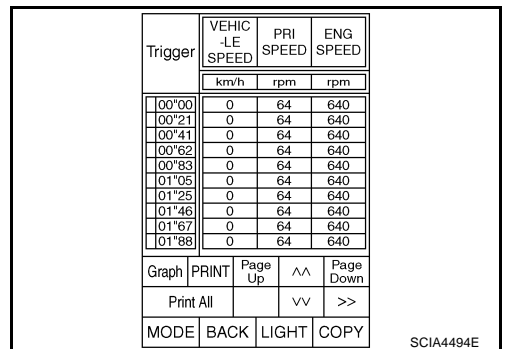 Trigger VEHIC-LE SPEED PRI SPEED ENG SPEED
km/h rpm rpm
00"00 0 64 640
00"21 0 64 640
00"41 0 64 640
00"62 0 64 640
00"83 0 64 640
01"05 0 64 640
01"25 0 64 640
01"46 0 64 640
01"67 0 64 640
01"88 0 64 640
Graph PRINT Page Up ^^ Page Down
Print All VV >>
MODE BACK LIGHT COPY
SCIA4494E